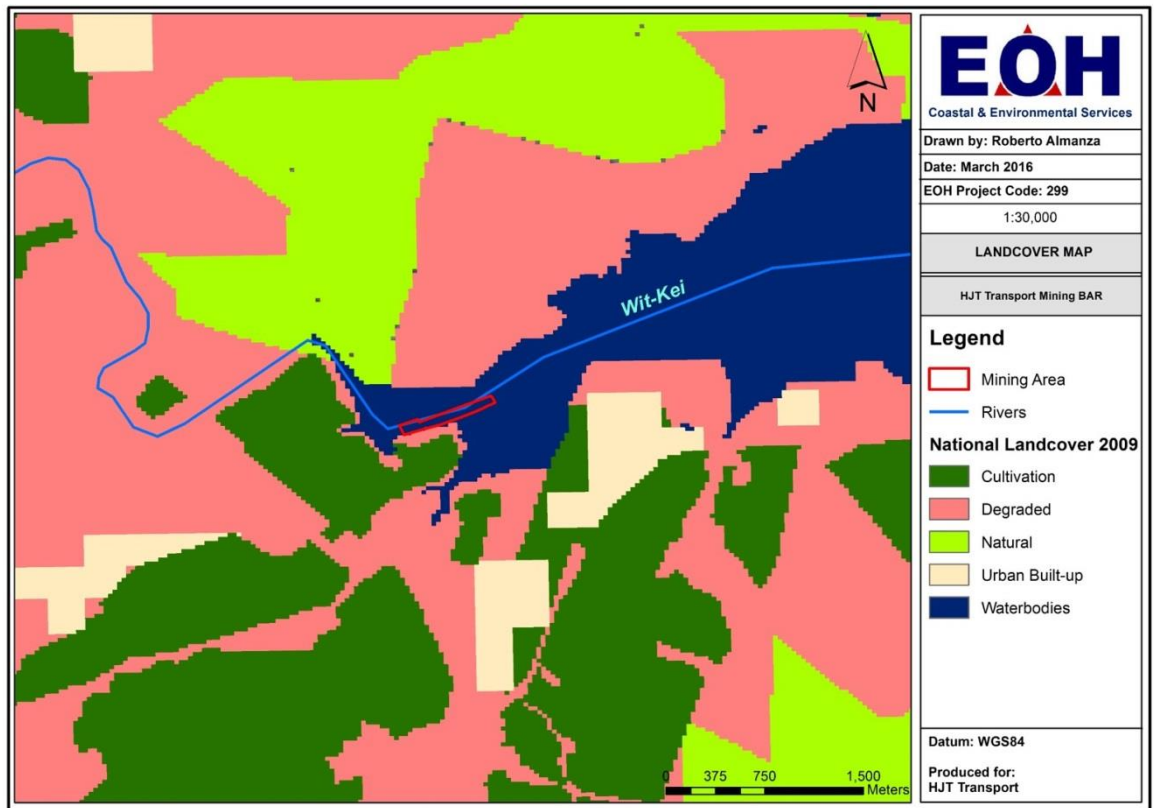 Wit-Kei
N
0 375 750 1,500
Meters
EOH
Coastal & Environmental Services
Drawn by: Roberto Almanza
Date: March 2016
EOH Project Code: 299
1:30,000
LANDCOVER MAP
HJT Transport Mining BAR
Legend
Mining Area
Rivers
National Landcover 2009
Cultivation
Degraded
Natural
Urban Built-up
Waterbodies
Datum: WGS84
Produced for:
HJT Transport